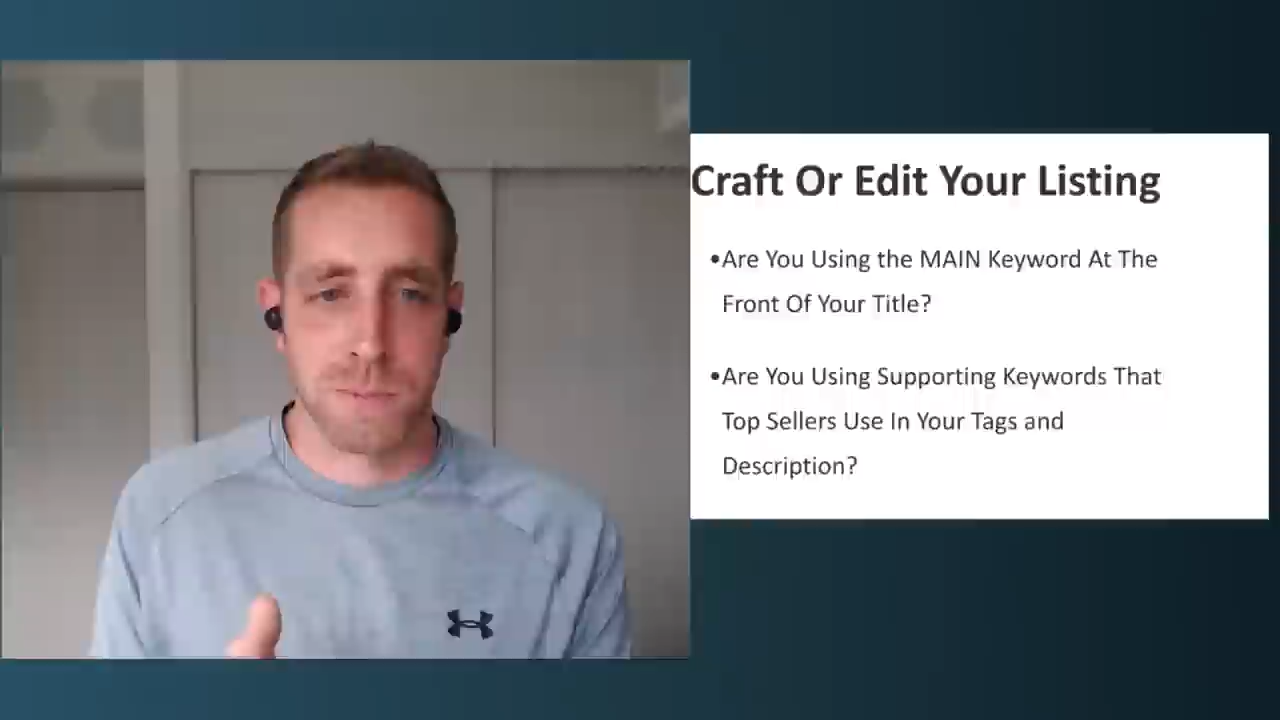 Craft Or Edit Your Listing
•Are You Using the MAIN Keyword At The
Front Of Your Title?
•Are You Using Supporting Keywords That
Top Sellers Use In Your Tags and
Description?